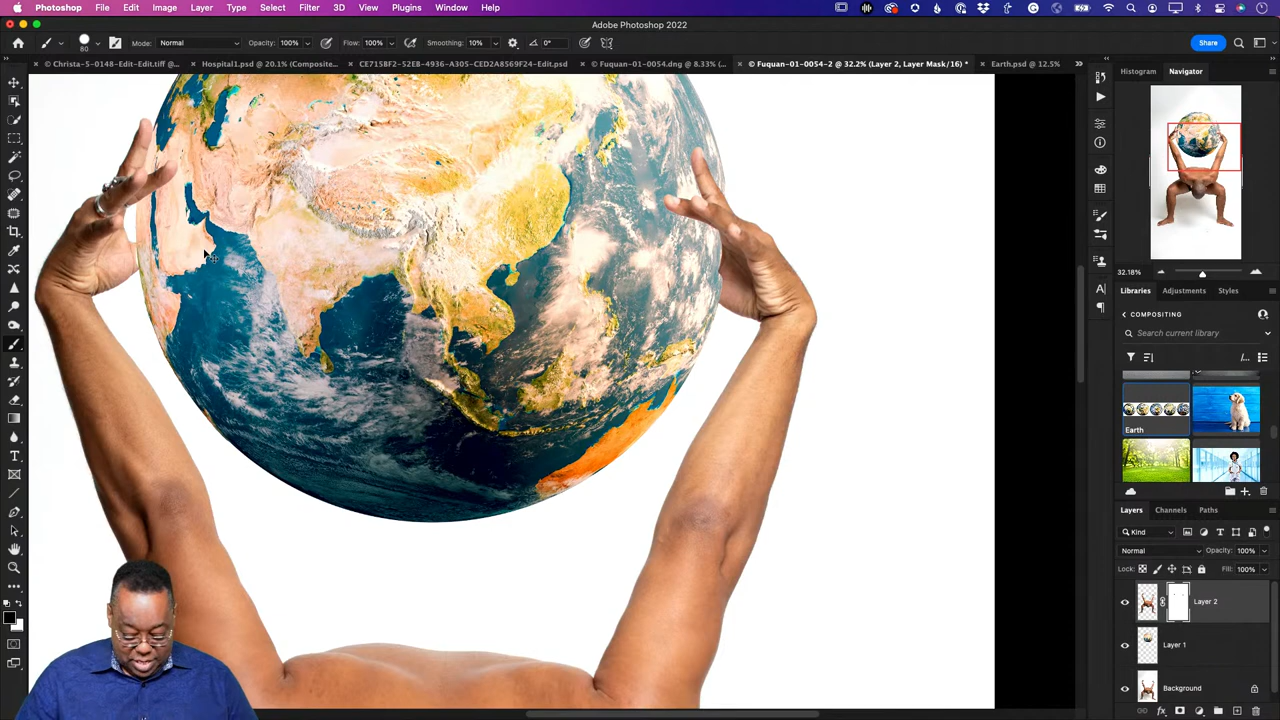 Photoshop File Edit Image Layer Type Select Filter 3D View Plugins Window Help
Adobe Photoshop 2022
80 Mode: Normal Opacity: 100% Flow: 100% Smoothing: 10% 0° Share
© Christa-5-0148-Edit-Edit.tiff @... Hospital1.psd @ 20.1% (Composite... CE715BF2-52EB-4936-A305-CED2A8569F24-Edit.psd © Fuquan-01-0054.dng @ 8.33% (... © Fuquan-01-0054-2 @ 32.2% (Layer 2, Layer Mask/16) * Earth.psd @ 12.5%
Histogram Navigator
32.18%
Libraries Adjustments Styles
COMPOSITING
Search current library
Earth
Layers Channels Paths
Kind
Normal Opacity: 100%
Lock: Fill: 100%
Layer 2
Layer 1
Background